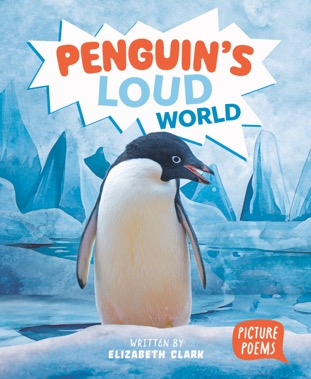 PENGUIN'S
LOUD
WORLD
WRITTEN BY
ELIZABETH CLARK
PICTURE
POEMS